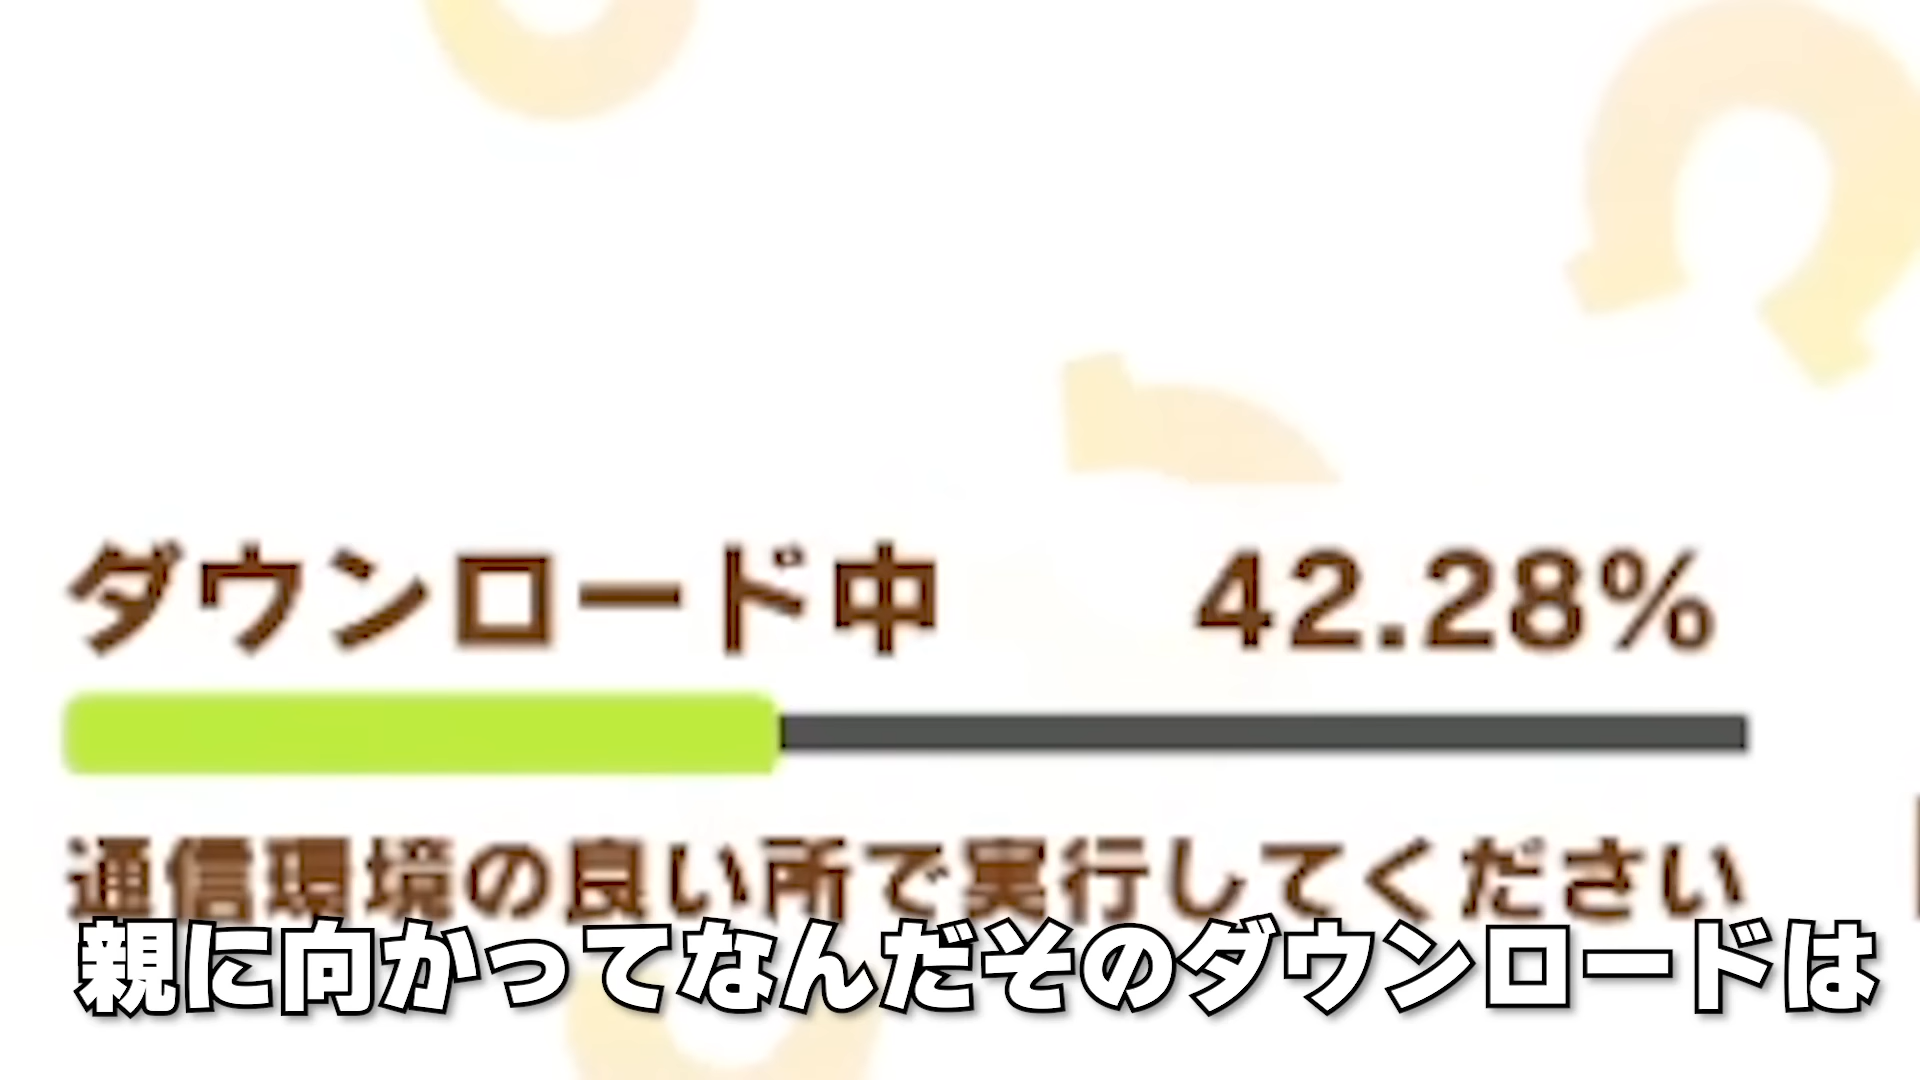 ダウンロード中 42.28%
通信環境の良い所で実行してください
親に向かってなんだそのダウンロードは